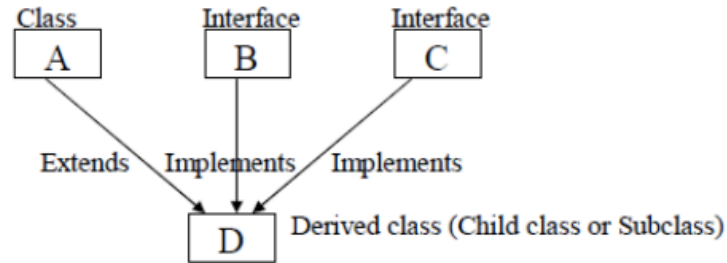 Class Interface Interface
A B C
Extends Implements Implements
D Derived class (Child class or Subclass)